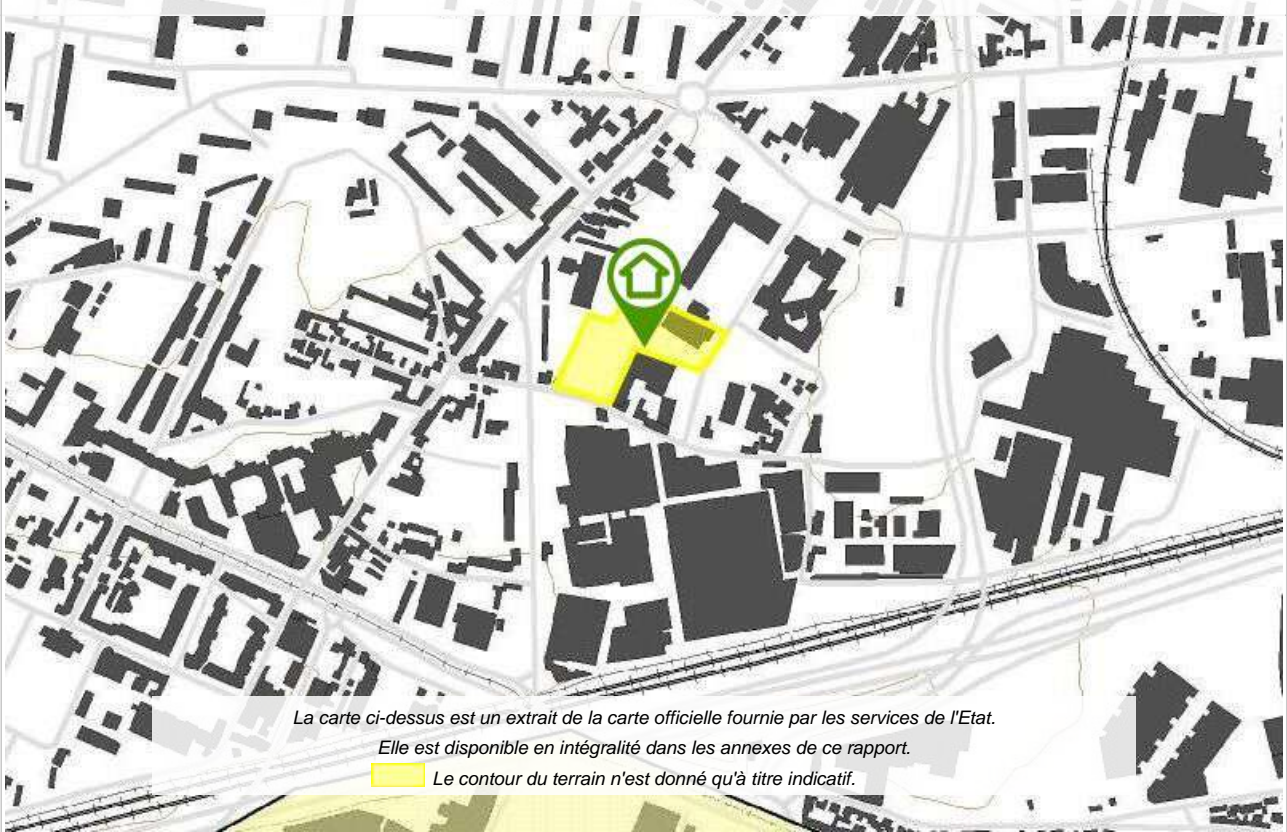 La carte ci-dessus est un extrait de la carte officielle fournie par les services de l'Etat.
Elle est disponible en intégralité dans les annexes de ce rapport.
Le contour du terrain n'est donné qu'à titre indicatif.